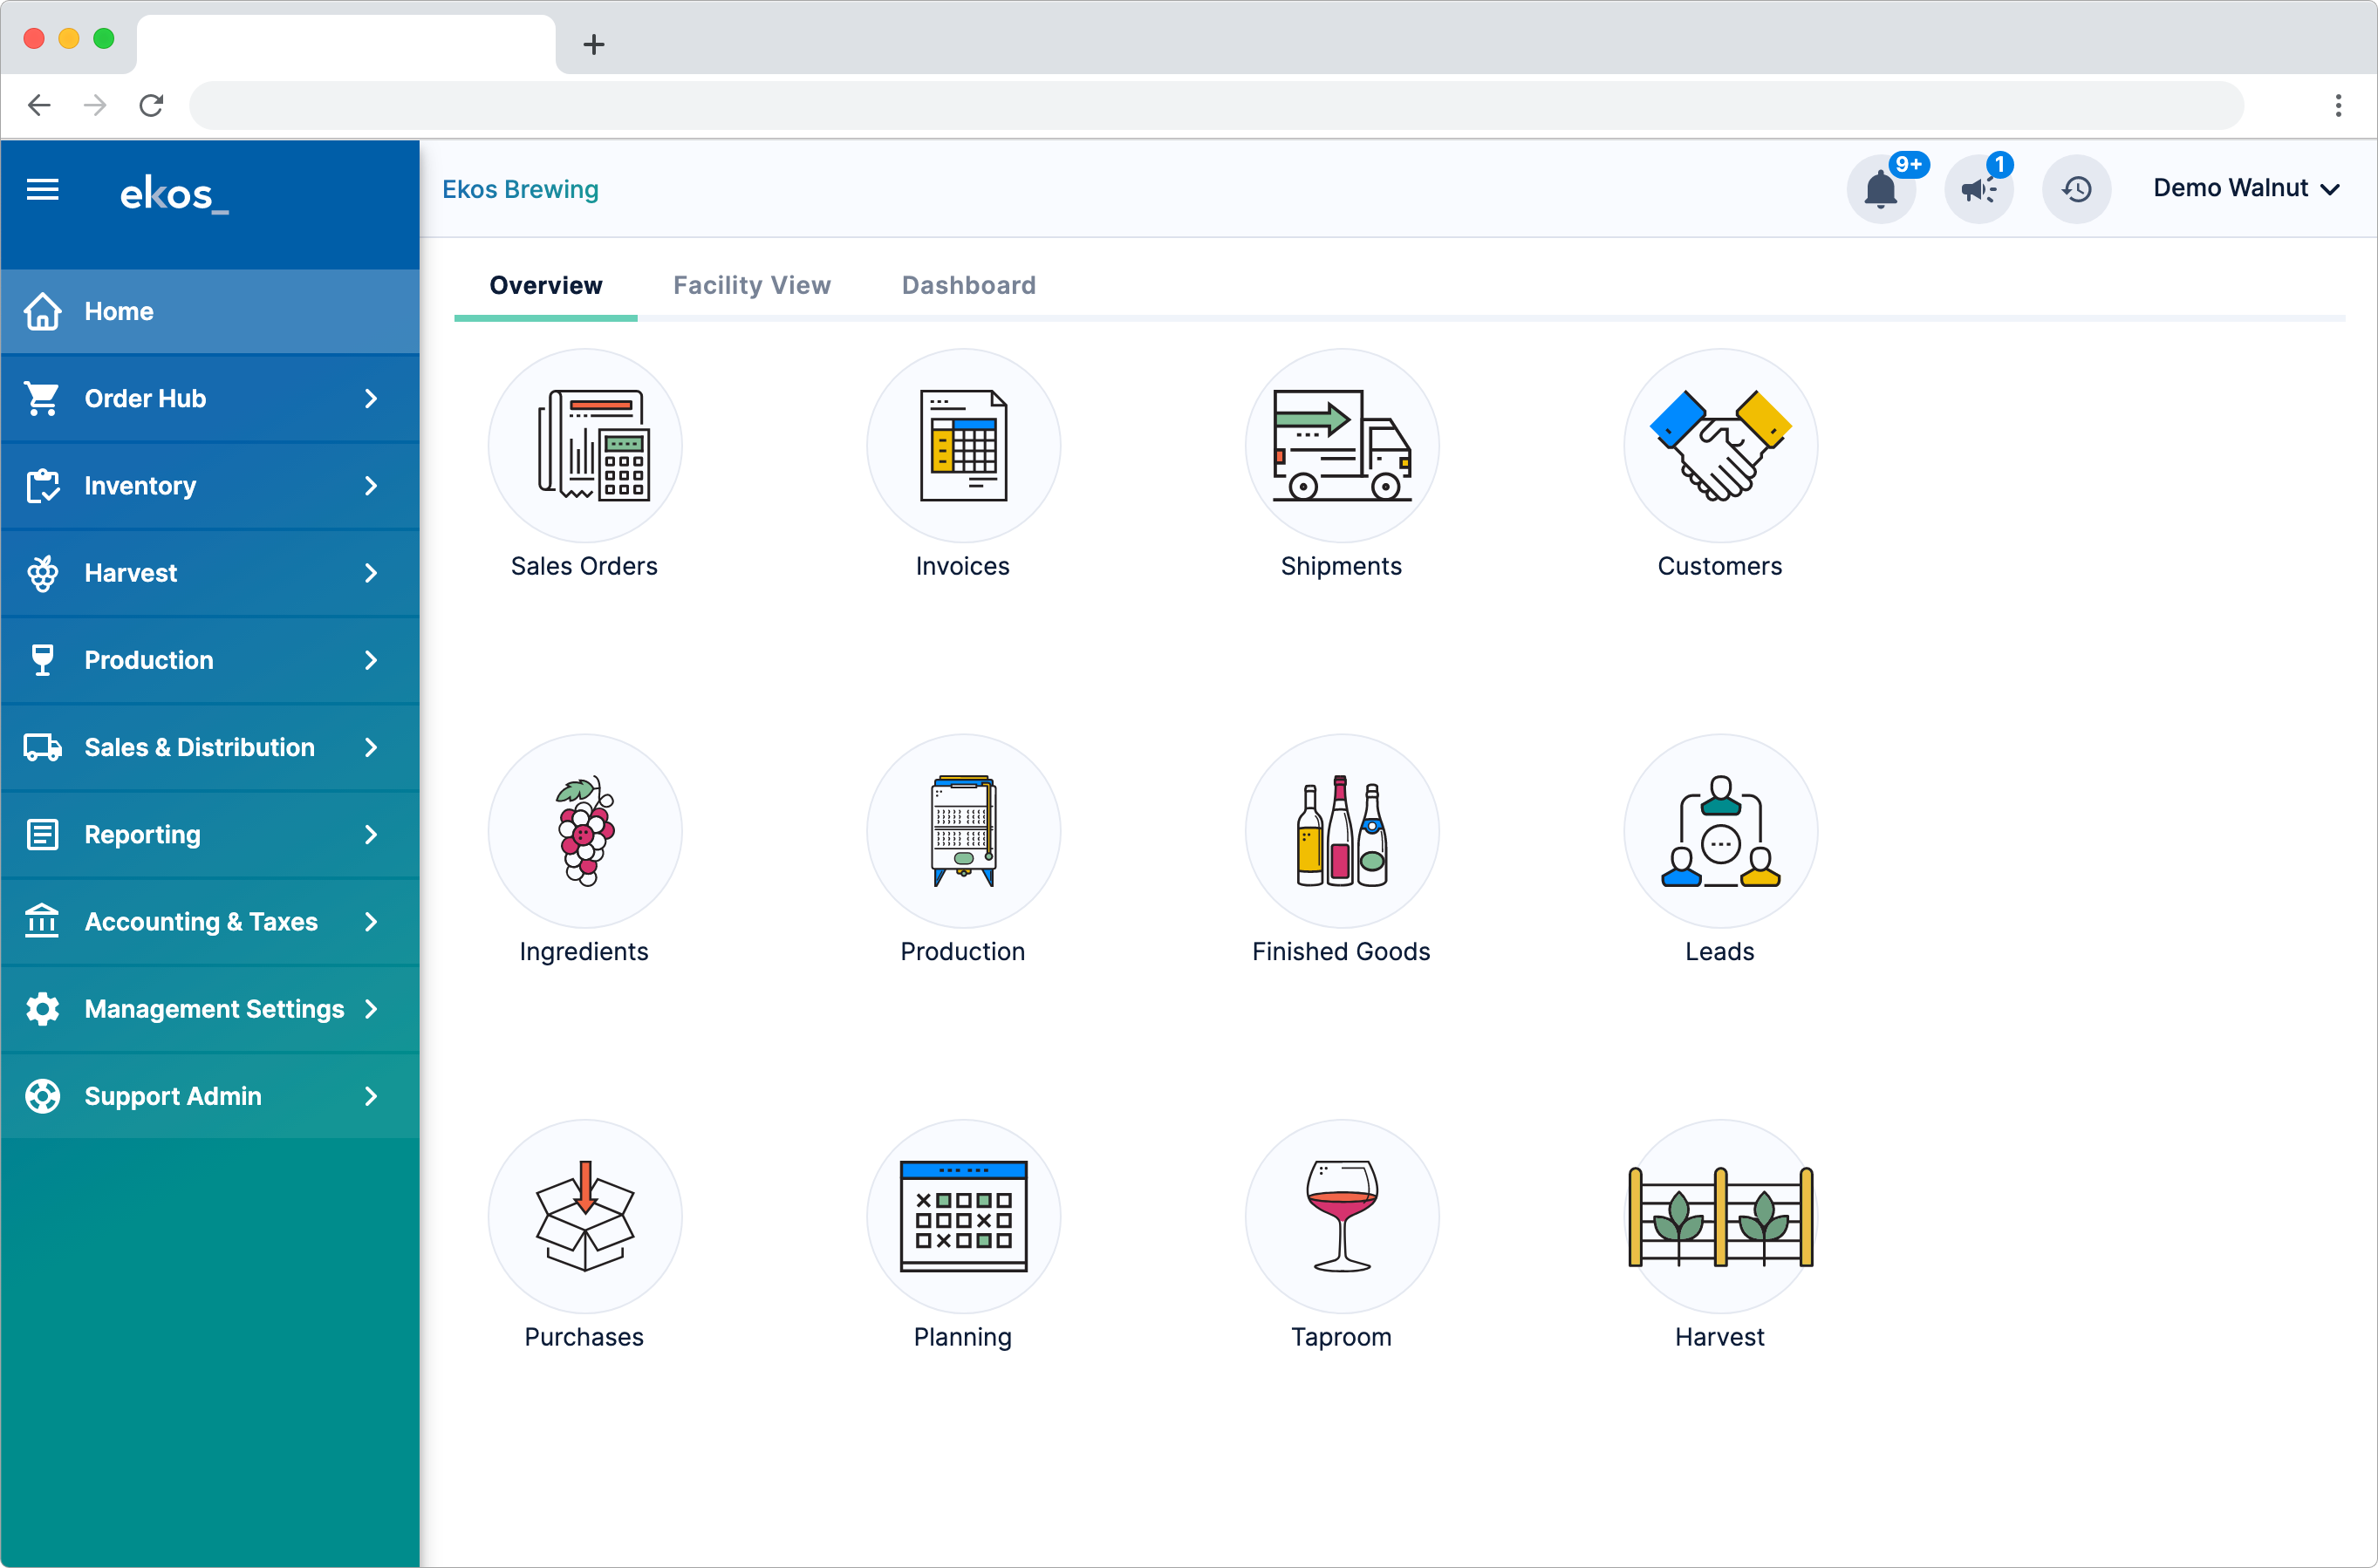 ekos_
Ekos Brewing
9+
1
Demo Walnut
Home
Order Hub
Inventory
Harvest
Production
Sales & Distribution
Reporting
Accounting & Taxes
Management Settings
Support Admin
Overview
Facility View
Dashboard
Sales Orders
Invoices
Shipments
Customers
Ingredients
Production
Finished Goods
Leads
Purchases
Planning
Taproom
Harvest